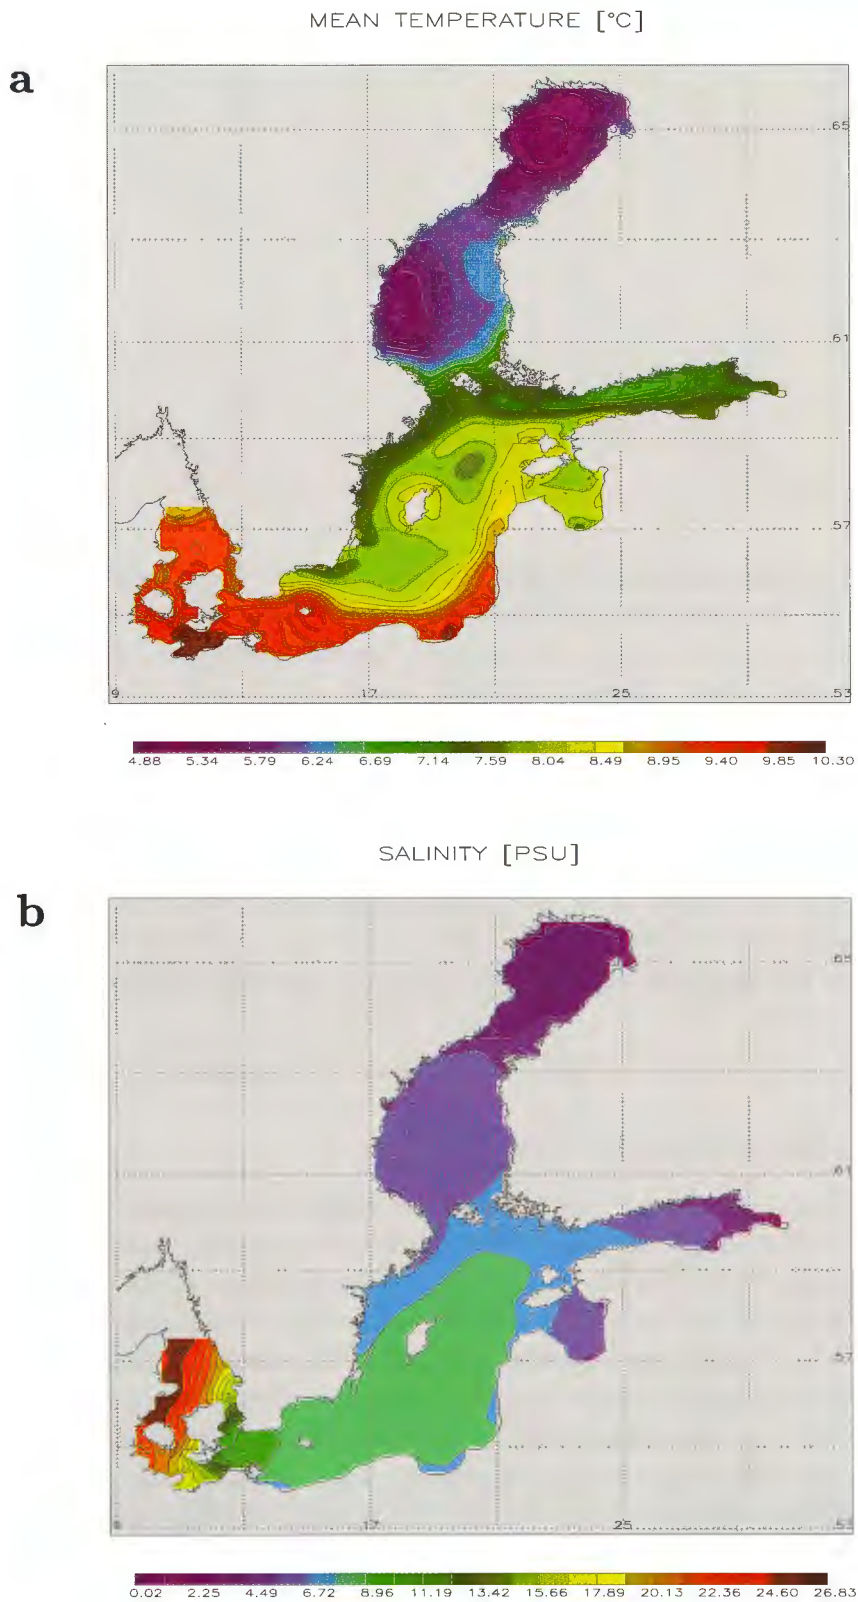 MEAN TEMPERATURE [°C]
a
65
61
57
9 17 25 53
4.88 5.34 5.79 6.24 6.69 7.14 7.59 8.04 8.49 8.95 9.40 9.85 10.30
SALINITY [PSU]
b
65
61
57
9 17 25 53
0.02 2.25 4.49 6.72 8.96 11.19 13.42 15.66 17.89 20.13 22.36 24.60 26.83